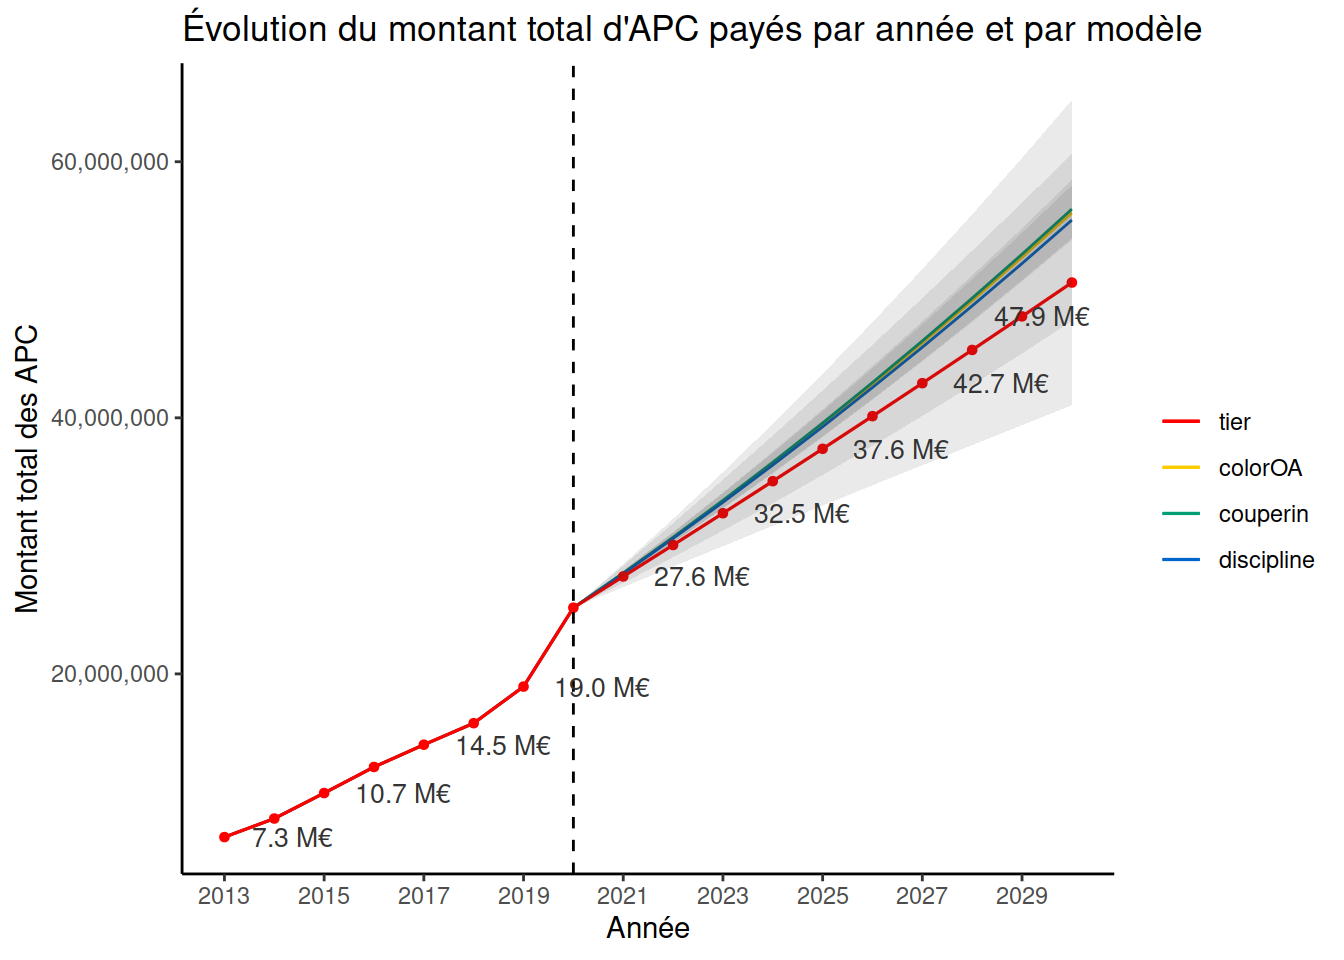 Évolution du montant total d'APC payés par année et par modèle
Montant total des APC
60,000,000
40,000,000
20,000,000
7.3 M€
10.7 M€
14.5 M€
19.0 M€
27.6 M€
32.5 M€
37.6 M€
42.7 M€
47.9 M€
2013 2015 2017 2019 2021 2023 2025 2027 2029
Année
tier
colorOA
couperin
discipline